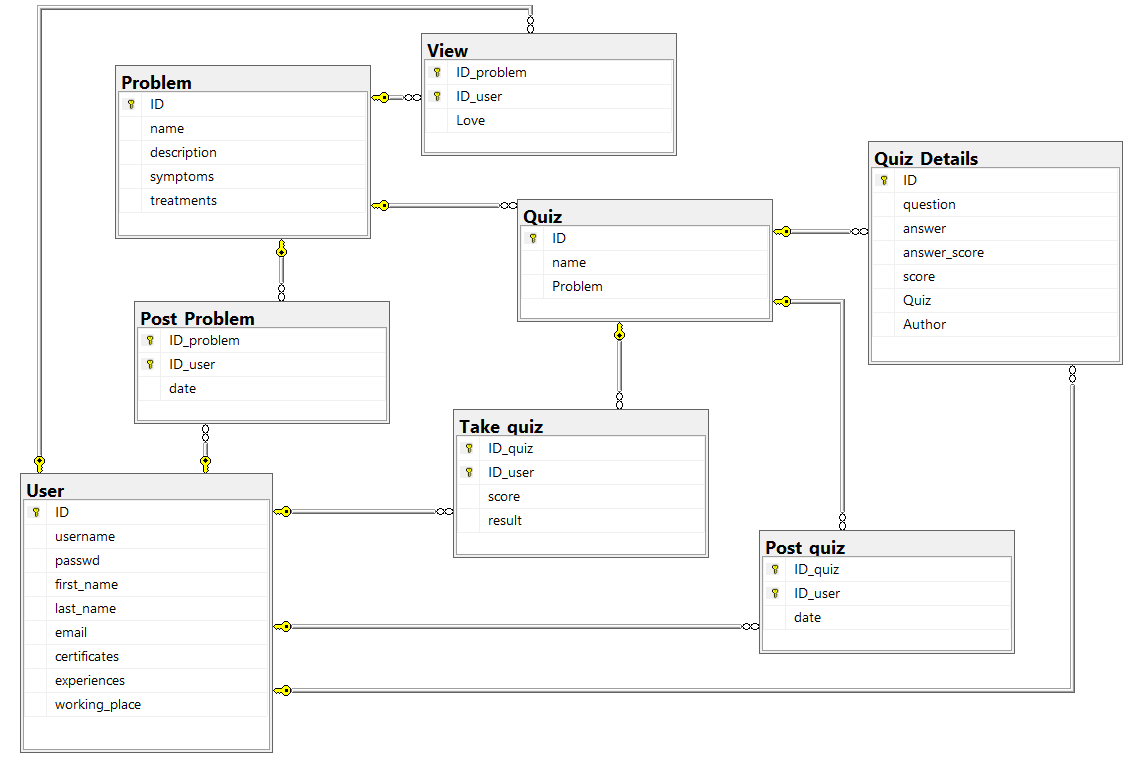 View
ID_problem
ID_user
Love
Problem
ID
name
description
symptoms
treatments
Quiz Details
ID
question
answer
answer_score
score
Quiz
Author
Quiz
ID
name
Problem
Post Problem
ID_problem
ID_user
date
Take quiz
ID_quiz
ID_user
score
result
User
ID
username
passwd
first_name
last_name
email
certificates
experiences
working_place
Post quiz
ID_quiz
ID_user
date